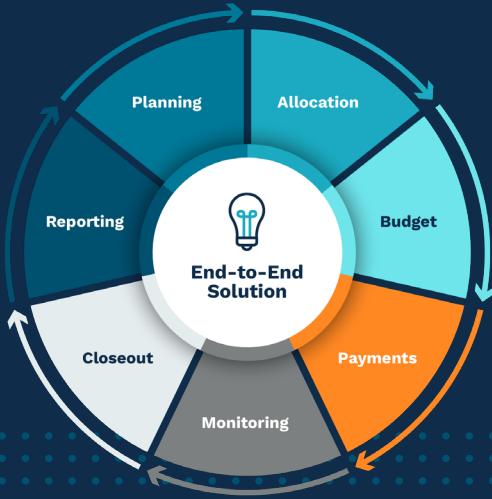 Planning
Allocation
Reporting
Budget
End-to-End
Solution
Closeout
Payments
Monitoring